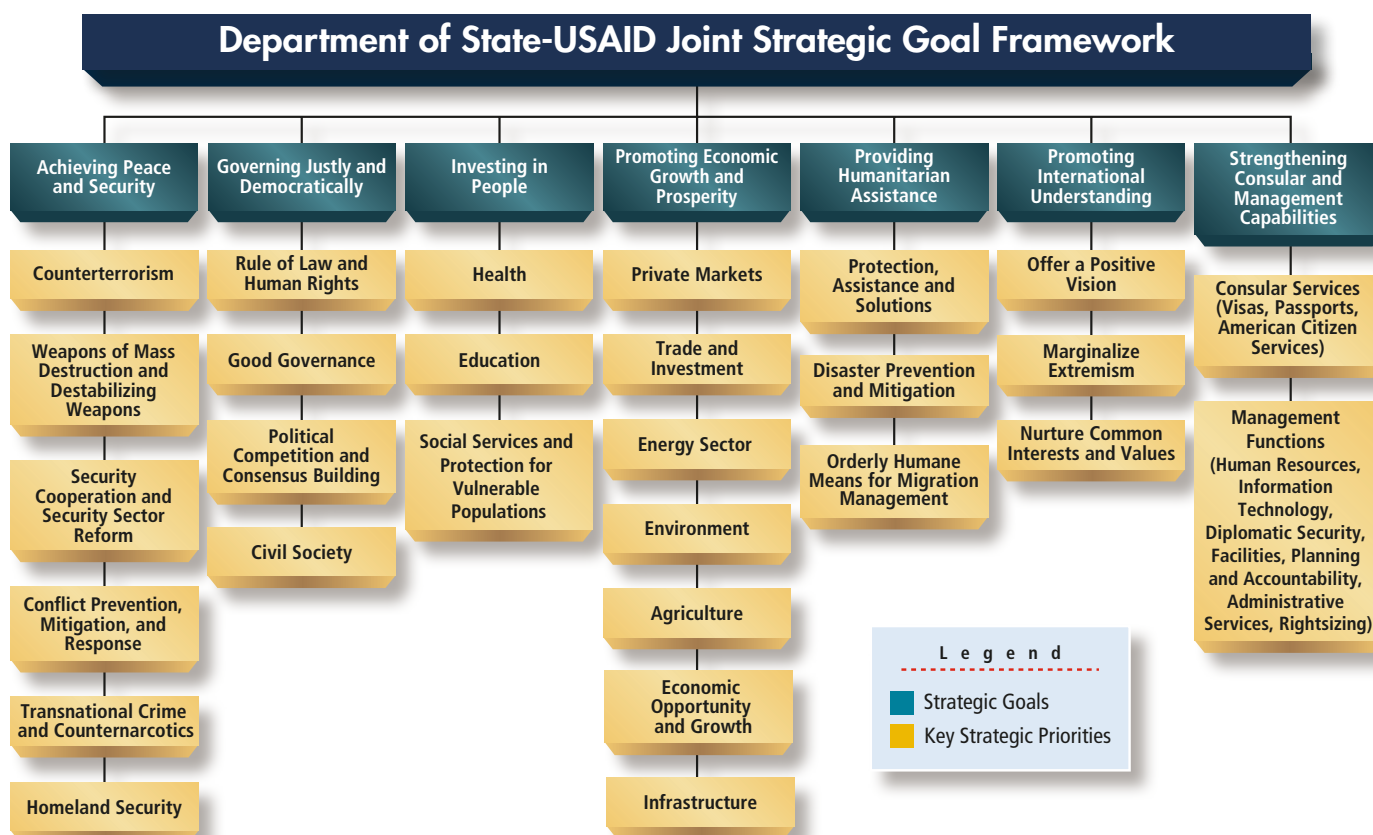 Department of State-USAID Joint Strategic Goal Framework
Achieving Peace
and Security
Counterterrorism
Weapons of Mass
Destruction and
Destabilizing
Weapons
Security
Cooperation and
Security Sector
Reform
Conflict Prevention,
Mitigation, and
Response
Transnational Crime
and Counternarcotics
Homeland Security
Governing Justly and
Democratically
Rule of Law and
Human Rights
Good Governance
Political
Competition and
Consensus Building
Civil Society
Investing in
People
Health
Education
Social Services and
Protection for
Vulnerable
Populations
Promoting Economic
Growth and
Prosperity
Private Markets
Trade and
Investment
Energy Sector
Environment
Agriculture
Economic
Opportunity
and Growth
Infrastructure
Providing
Humanitarian
Assistance
Protection,
Assistance and
Solutions
Disaster Prevention
and Mitigation
Orderly Humane
Means for Migration
Management
Promoting
International
Understanding
Offer a Positive
Vision
Marginalize
Extremism
Nurture Common
Interests and Values
Strengthening
Consular and
Management
Capabilities
Consular Services
(Visas, Passports,
American Citizen
Services)
Management
Functions
(Human Resources,
Information
Technology,
Diplomatic Security,
Facilities, Planning
and Accountability,
Administrative
Services, Rightsizing)
Legend
Strategic Goals
Key Strategic Priorities